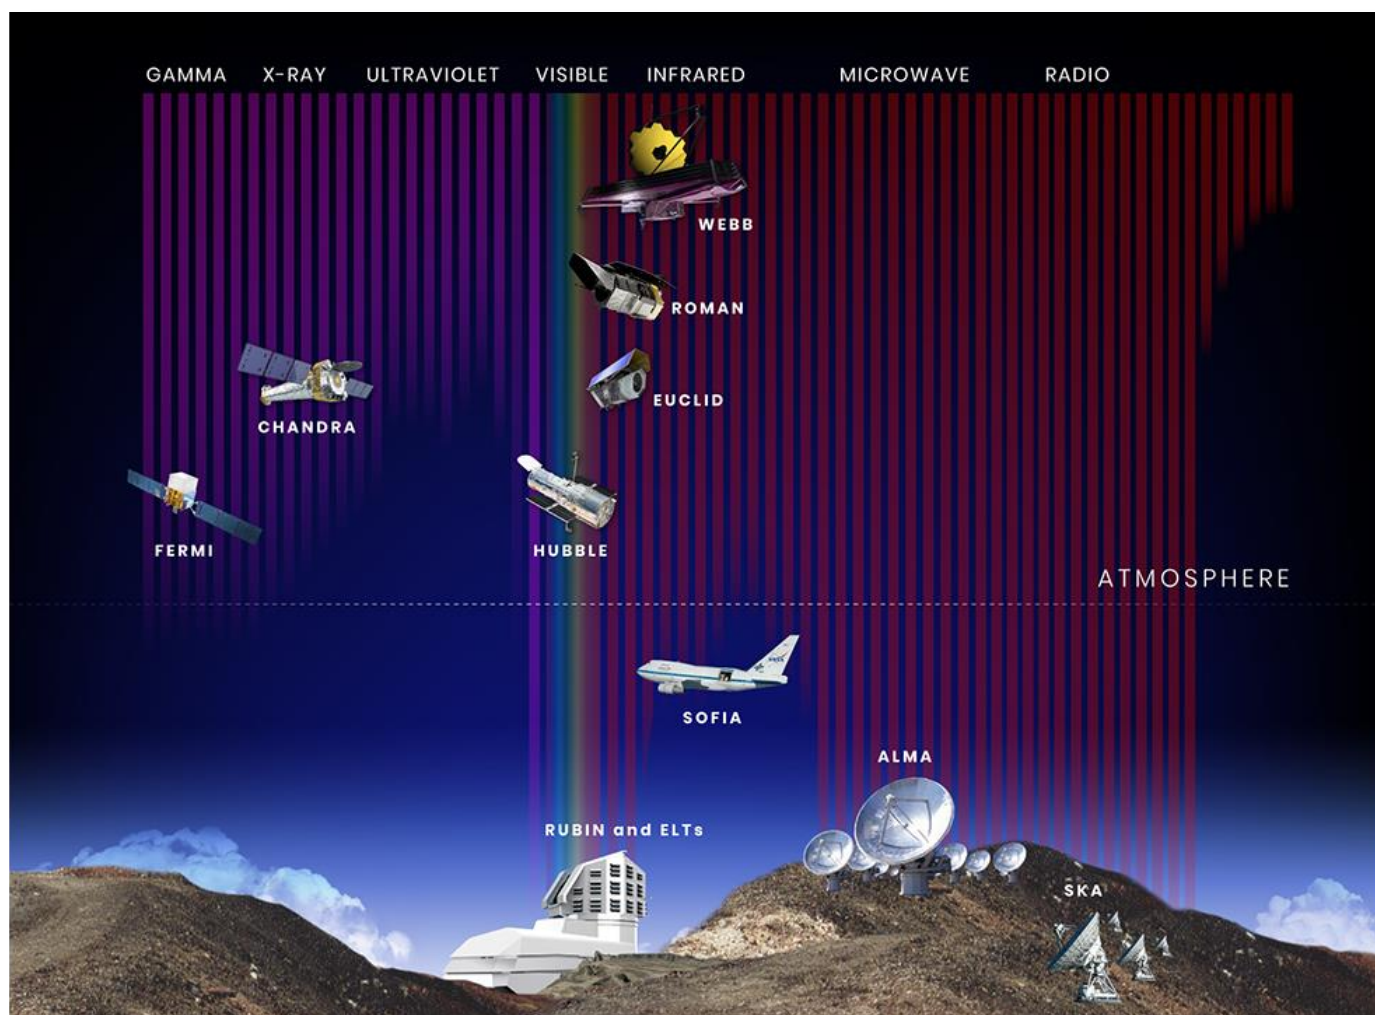 GAMMA X-RAY ULTRAVIOLET VISIBLE INFRARED MICROWAVE RADIO
WEBB
ROMAN
EUCLID
CHANDRA
FERMI
HUBBLE
ATMOSPHERE
SOFIA
ALMA
RUBIN and ELTs
SKA